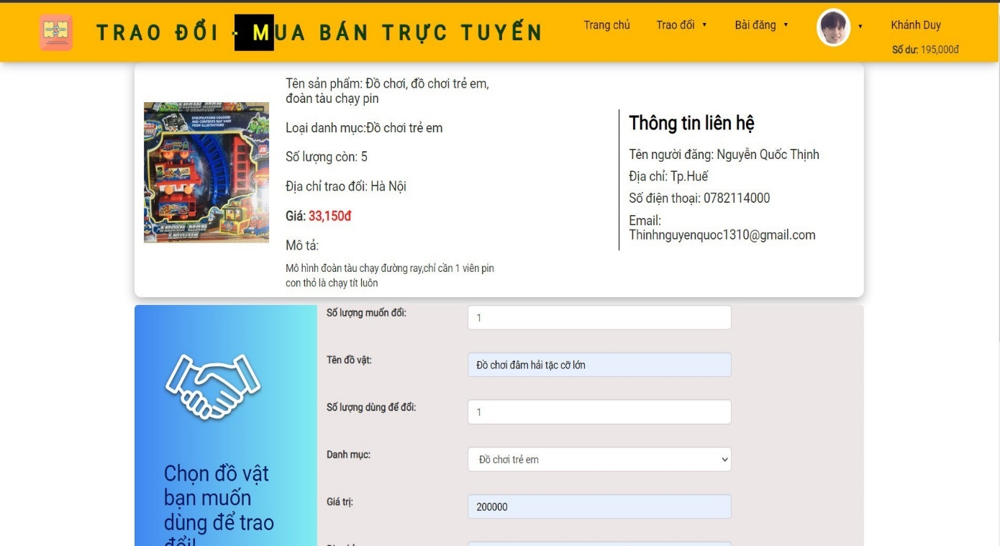 TRAO ĐỔI - MUA BÁN TRỰC TUYẾN
Trang chủ
Trao đổi
Bài đăng
Khánh Duy
Số dư: 195,000đ
Tên sản phẩm: Đồ chơi, đồ chơi trẻ em,
đoàn tàu chạy pin
Loại danh mục:Đồ chơi trẻ em
Số lượng còn: 5
Địa chỉ trao đổi: Hà Nội
Giá: 33,150đ
Mô tả:
Mô hình đoàn tàu chạy đường ray,chỉ cần 1 viên pin
con thỏ là chạy tít luôn
SPECIFICATIONS COLOURS
AND CONTENTS MAY VARY
FROM ILLUSTRATIONS
Thông tin liên hệ
Tên người đăng: Nguyễn Quốc Thịnh
Địa chỉ: Tp.Huế
Số điện thoại: 0782114000
Email:
Thinhnguyenquoc1310@gmail.com
Chọn đồ vật
bạn muốn
dùng để trao
đổi!
Số lượng muốn đổi:
1
Tên đồ vật:
Đồ chơi đâm hải tặc cỡ lớn
Số lượng dùng để đổi:
1
Danh mục:
Đồ chơi trẻ em
Giá trị:
200000